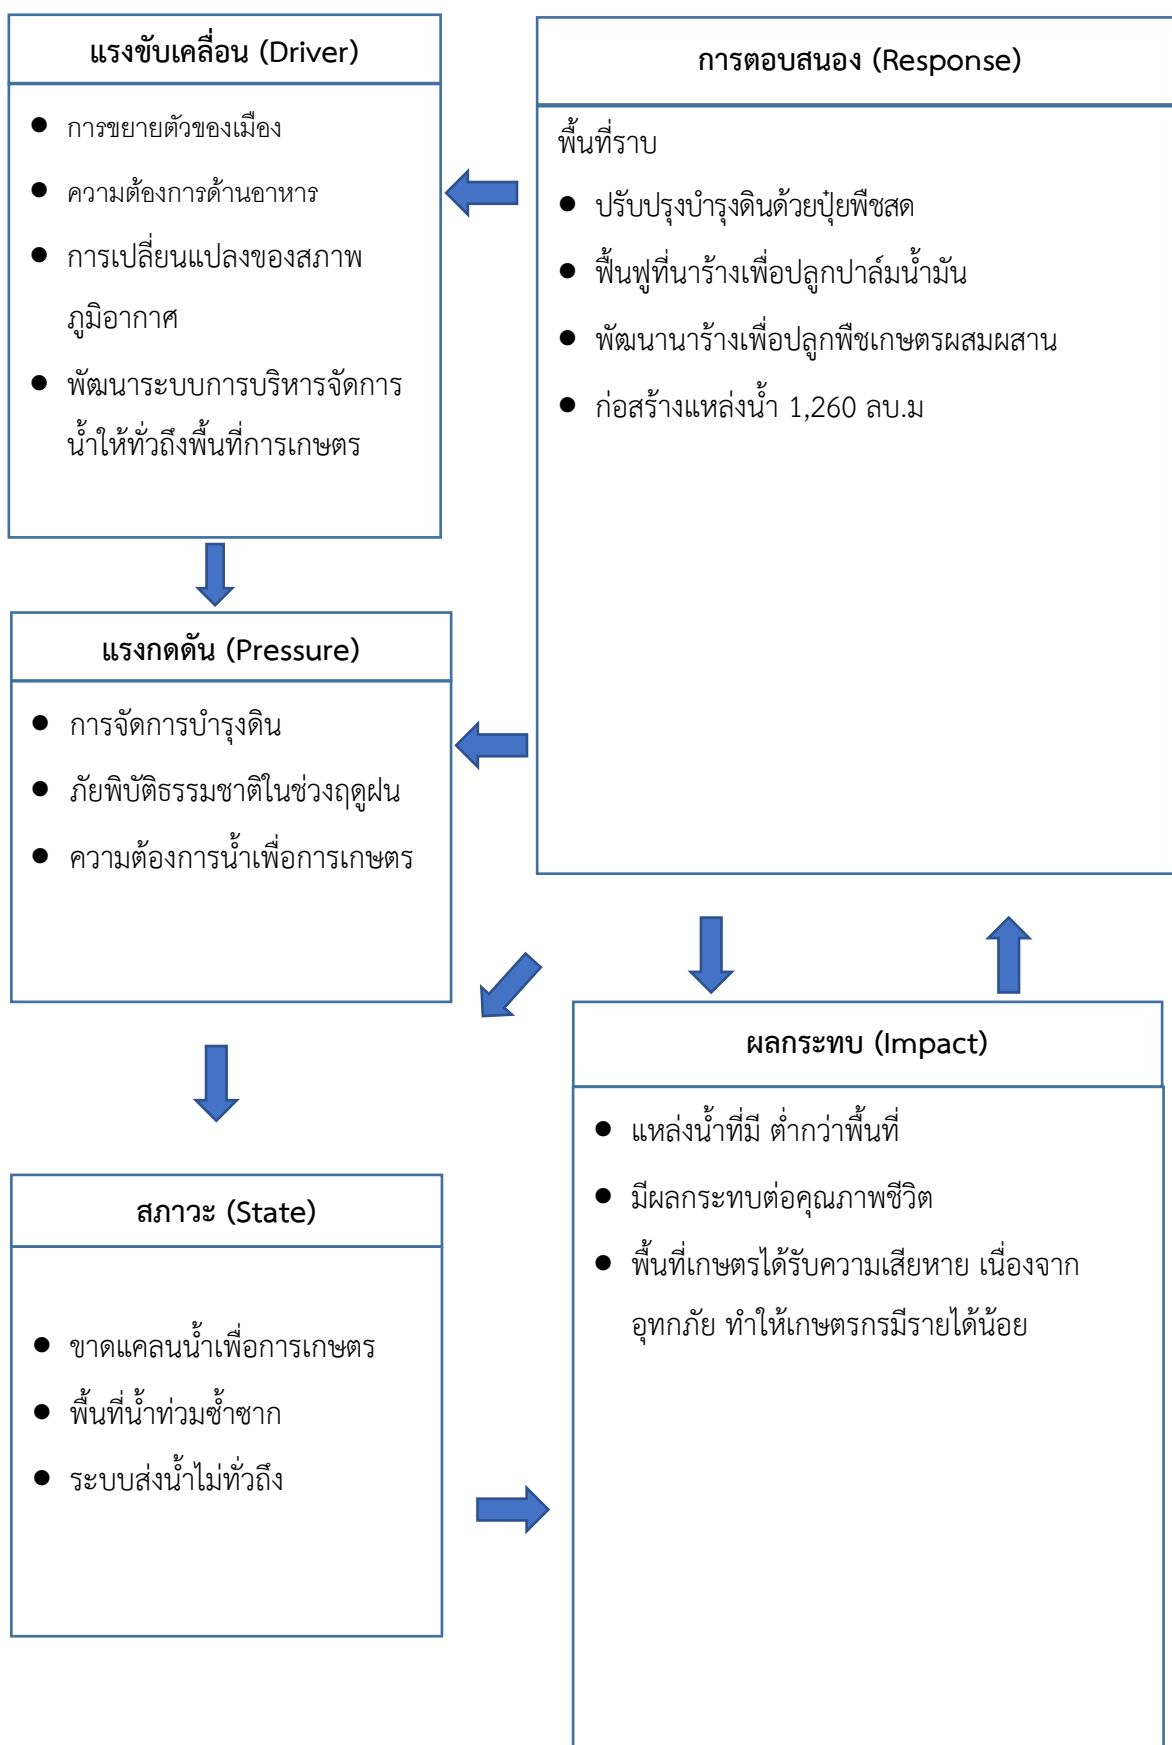 แรงขับเคลื่อน (Driver)
● การขยายตัวของเมือง
● ความต้องการด้านอาหาร
● การเปลี่ยนแปลงของสภาพ
ภูมิอากาศ
● พัฒนาระบบการบริหารจัดการ
น้ำให้ทั่วถึงพื้นที่การเกษตร
การตอบสนอง (Response)
พื้นที่ราบ
● ปรับปรุงบำรุงดินด้วยปุ๋ยพืชสด
● ฟื้นฟูที่นาร้างเพื่อปลูกปาล์มน้ำมัน
● พัฒนานาร้างเพื่อปลูกพืชเกษตรผสมผสาน
● ก่อสร้างแหล่งน้ำ 1,260 ลบ.ม
แรงกดดัน (Pressure)
● การจัดการบำรุงดิน
● ภัยพิบัติธรรมชาติในช่วงฤดูฝน
● ความต้องการน้ำเพื่อการเกษตร
สภาวะ (State)
● ขาดแคลนน้ำเพื่อการเกษตร
● พื้นที่น้ำท่วมซ้ำซาก
● ระบบส่งน้ำไม่ทั่วถึง
ผลกระทบ (Impact)
● แหล่งน้ำที่มี ต่ำกว่าพื้นที่
● มีผลกระทบต่อคุณภาพชีวิต
● พื้นที่เกษตรได้รับความเสียหาย เนื่องจาก
อุทกภัย ทำให้เกษตรกรมีรายได้น้อย